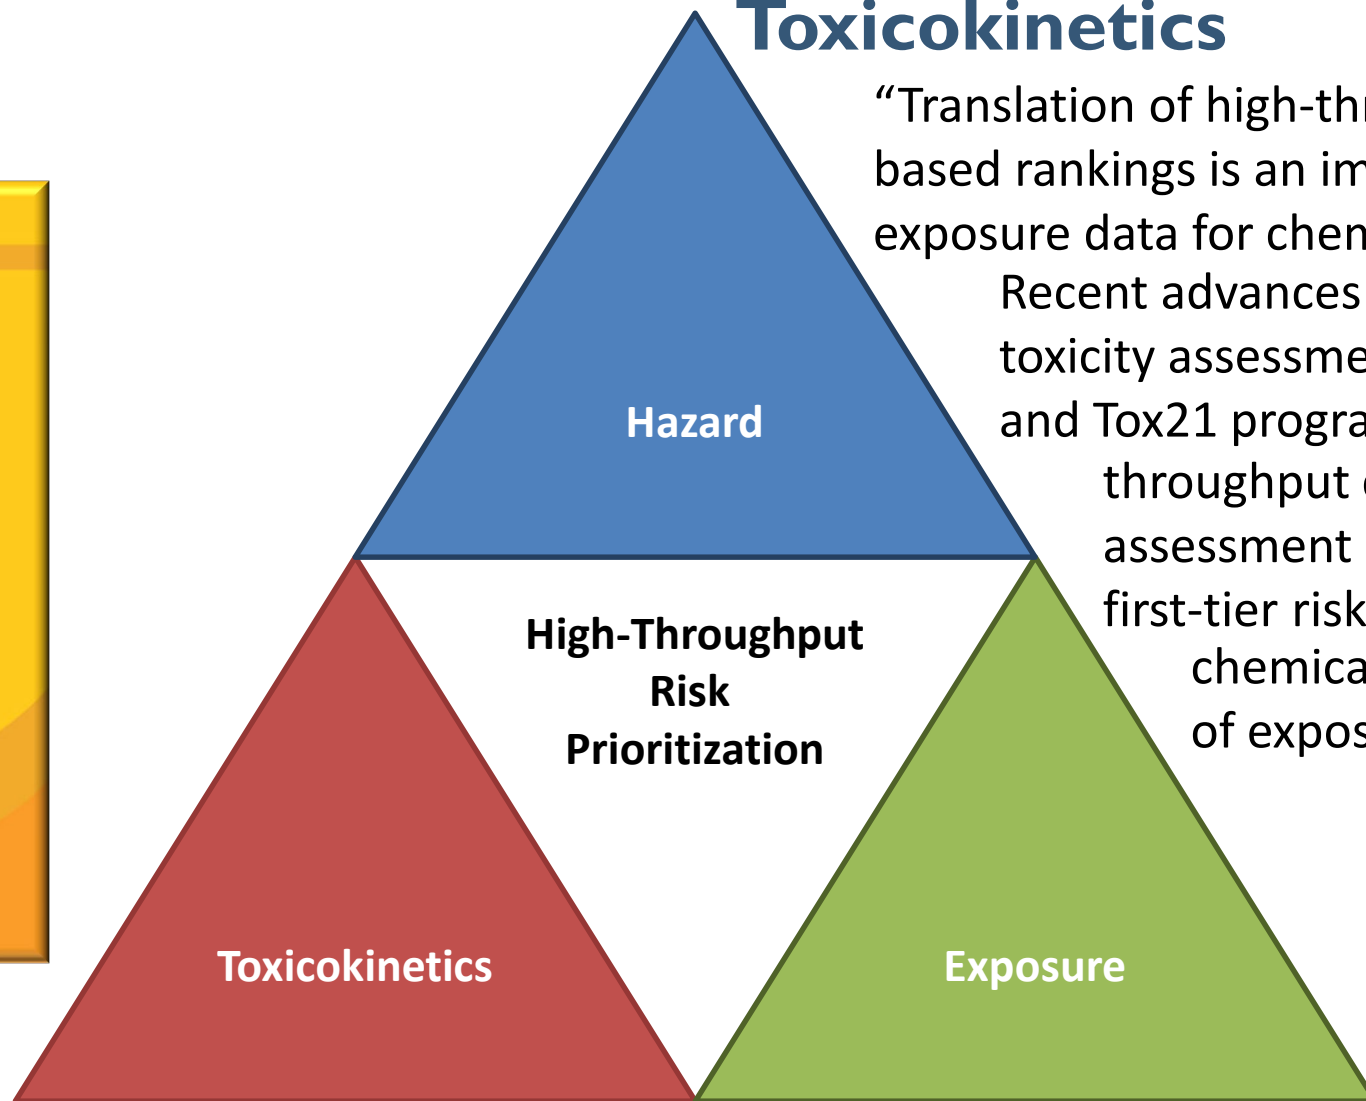 Toxicokinetics
“Translation of high-thr
based rankings is an im
exposure data for chem
Recent advances
toxicity assessme
and Tox21 progra
throughput
assessment
first-tier risk
chemica
of expos
Hazard
High-Throughput
Risk
Prioritization
Toxicokinetics
Exposure